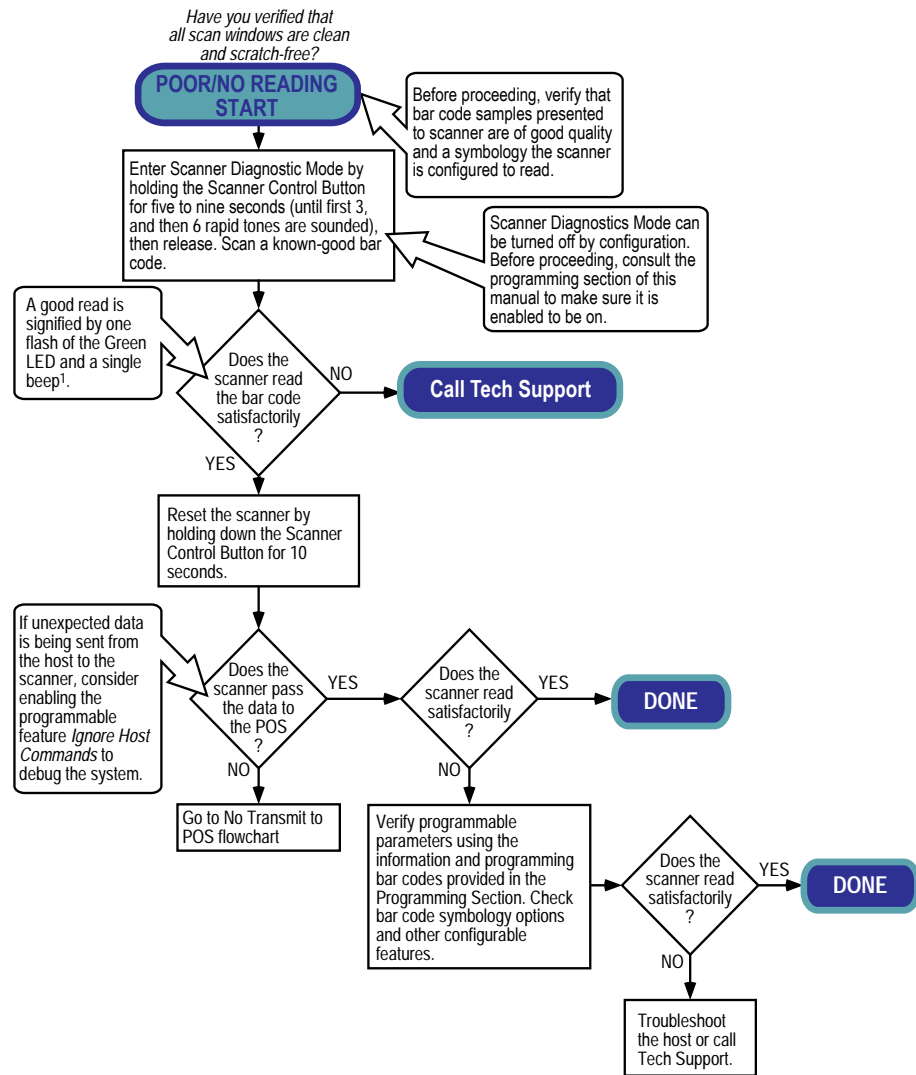 Have you verified that
all scan windows are clean
and scratch-free?
POOR/NO READING
START
Before proceeding, verify that
bar code samples presented
to scanner are of good quality
and a symbology the scanner
is configured to read.
Enter Scanner Diagnostic Mode by
holding the Scanner Control Button
for five to nine seconds (until first 3,
and then 6 rapid tones are sounded),
then release. Scan a known-good bar
code.
Scanner Diagnostics Mode can
be turned off by configuration.
Before proceeding, consult the
programming section of this
manual to make sure it is
enabled to be on.
A good read is
signified by one
flash of the Green
LED and a single
beep¹.
Does the
scanner read
the bar code
satisfactorily
?
NO
Call Tech Support
YES
Reset the scanner by
holding down the Scanner
Control Button for 10
seconds.
If unexpected data
is being sent from
the host to the
scanner, consider
enabling the
programmable
feature Ignore Host
Commands to
debug the system.
Does the
scanner pass
the data to
the POS
?
YES
Does the
scanner read
satisfactorily
?
YES
DONE
NO
Go to No Transmit to
POS flowchart
NO
Verify programmable
parameters using the
information and programming
bar codes provided in the
Programming Section. Check
bar code symbology options
and other configurable
features.
Does the
scanner read
satisfactorily
?
YES
DONE
NO
Troubleshoot
the host or call
Tech Support.